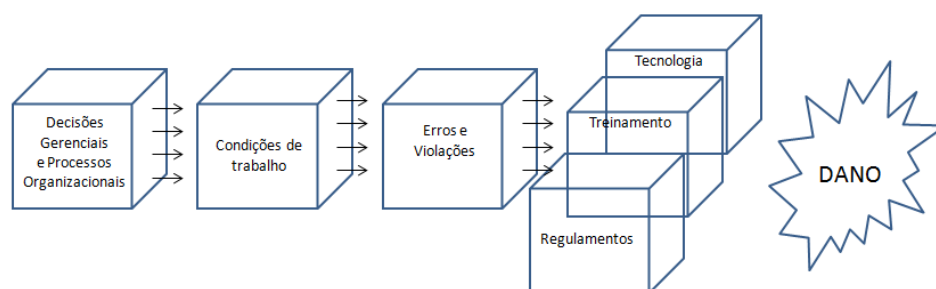 Decisões
Gerenciais
e Processos
Organizacionais
Condições de
trabalho
Erros e
Violações
Tecnologia
Treinamento
Regulamentos
DANO